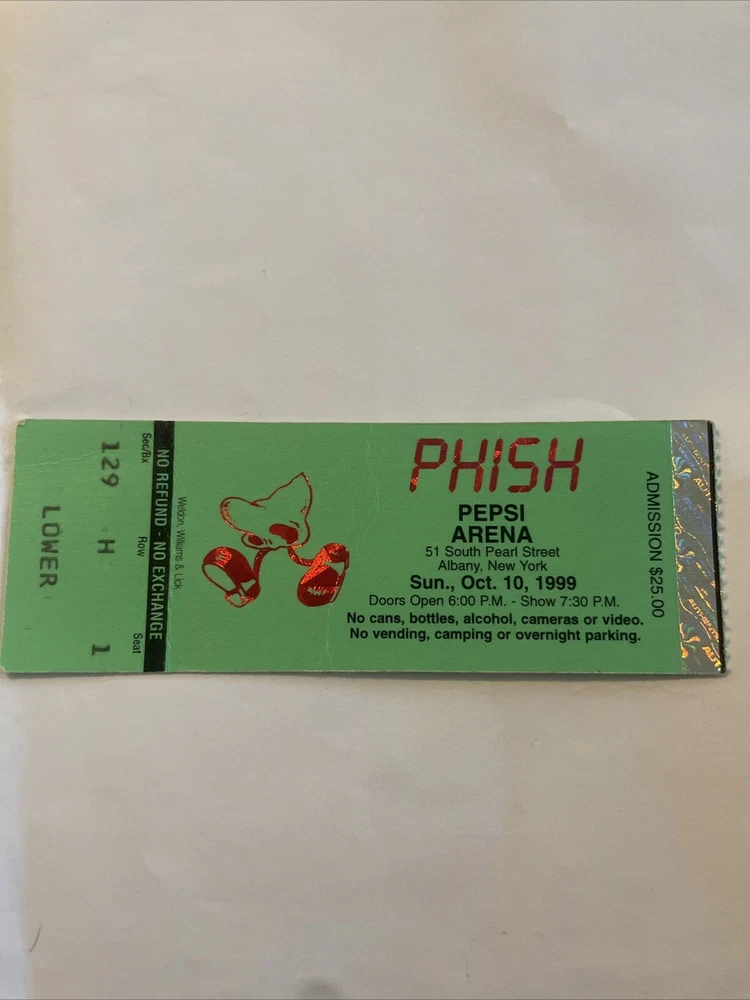 PHISH
PEPSI
ARENA
51 South Pearl Street
Albany, New York
Sun., Oct. 10, 1999
Doors Open 6:00 P.M. - Show 7:30 P.M.
No cans, bottles, alcohol, cameras or video.
No vending, camping or overnight parking.
ADMISSION $25.00
Weldon, Williams & Lick
NO REFUND - NO EXCHANGE
Sec/Bx Row Seat
129 H 1
LOWER